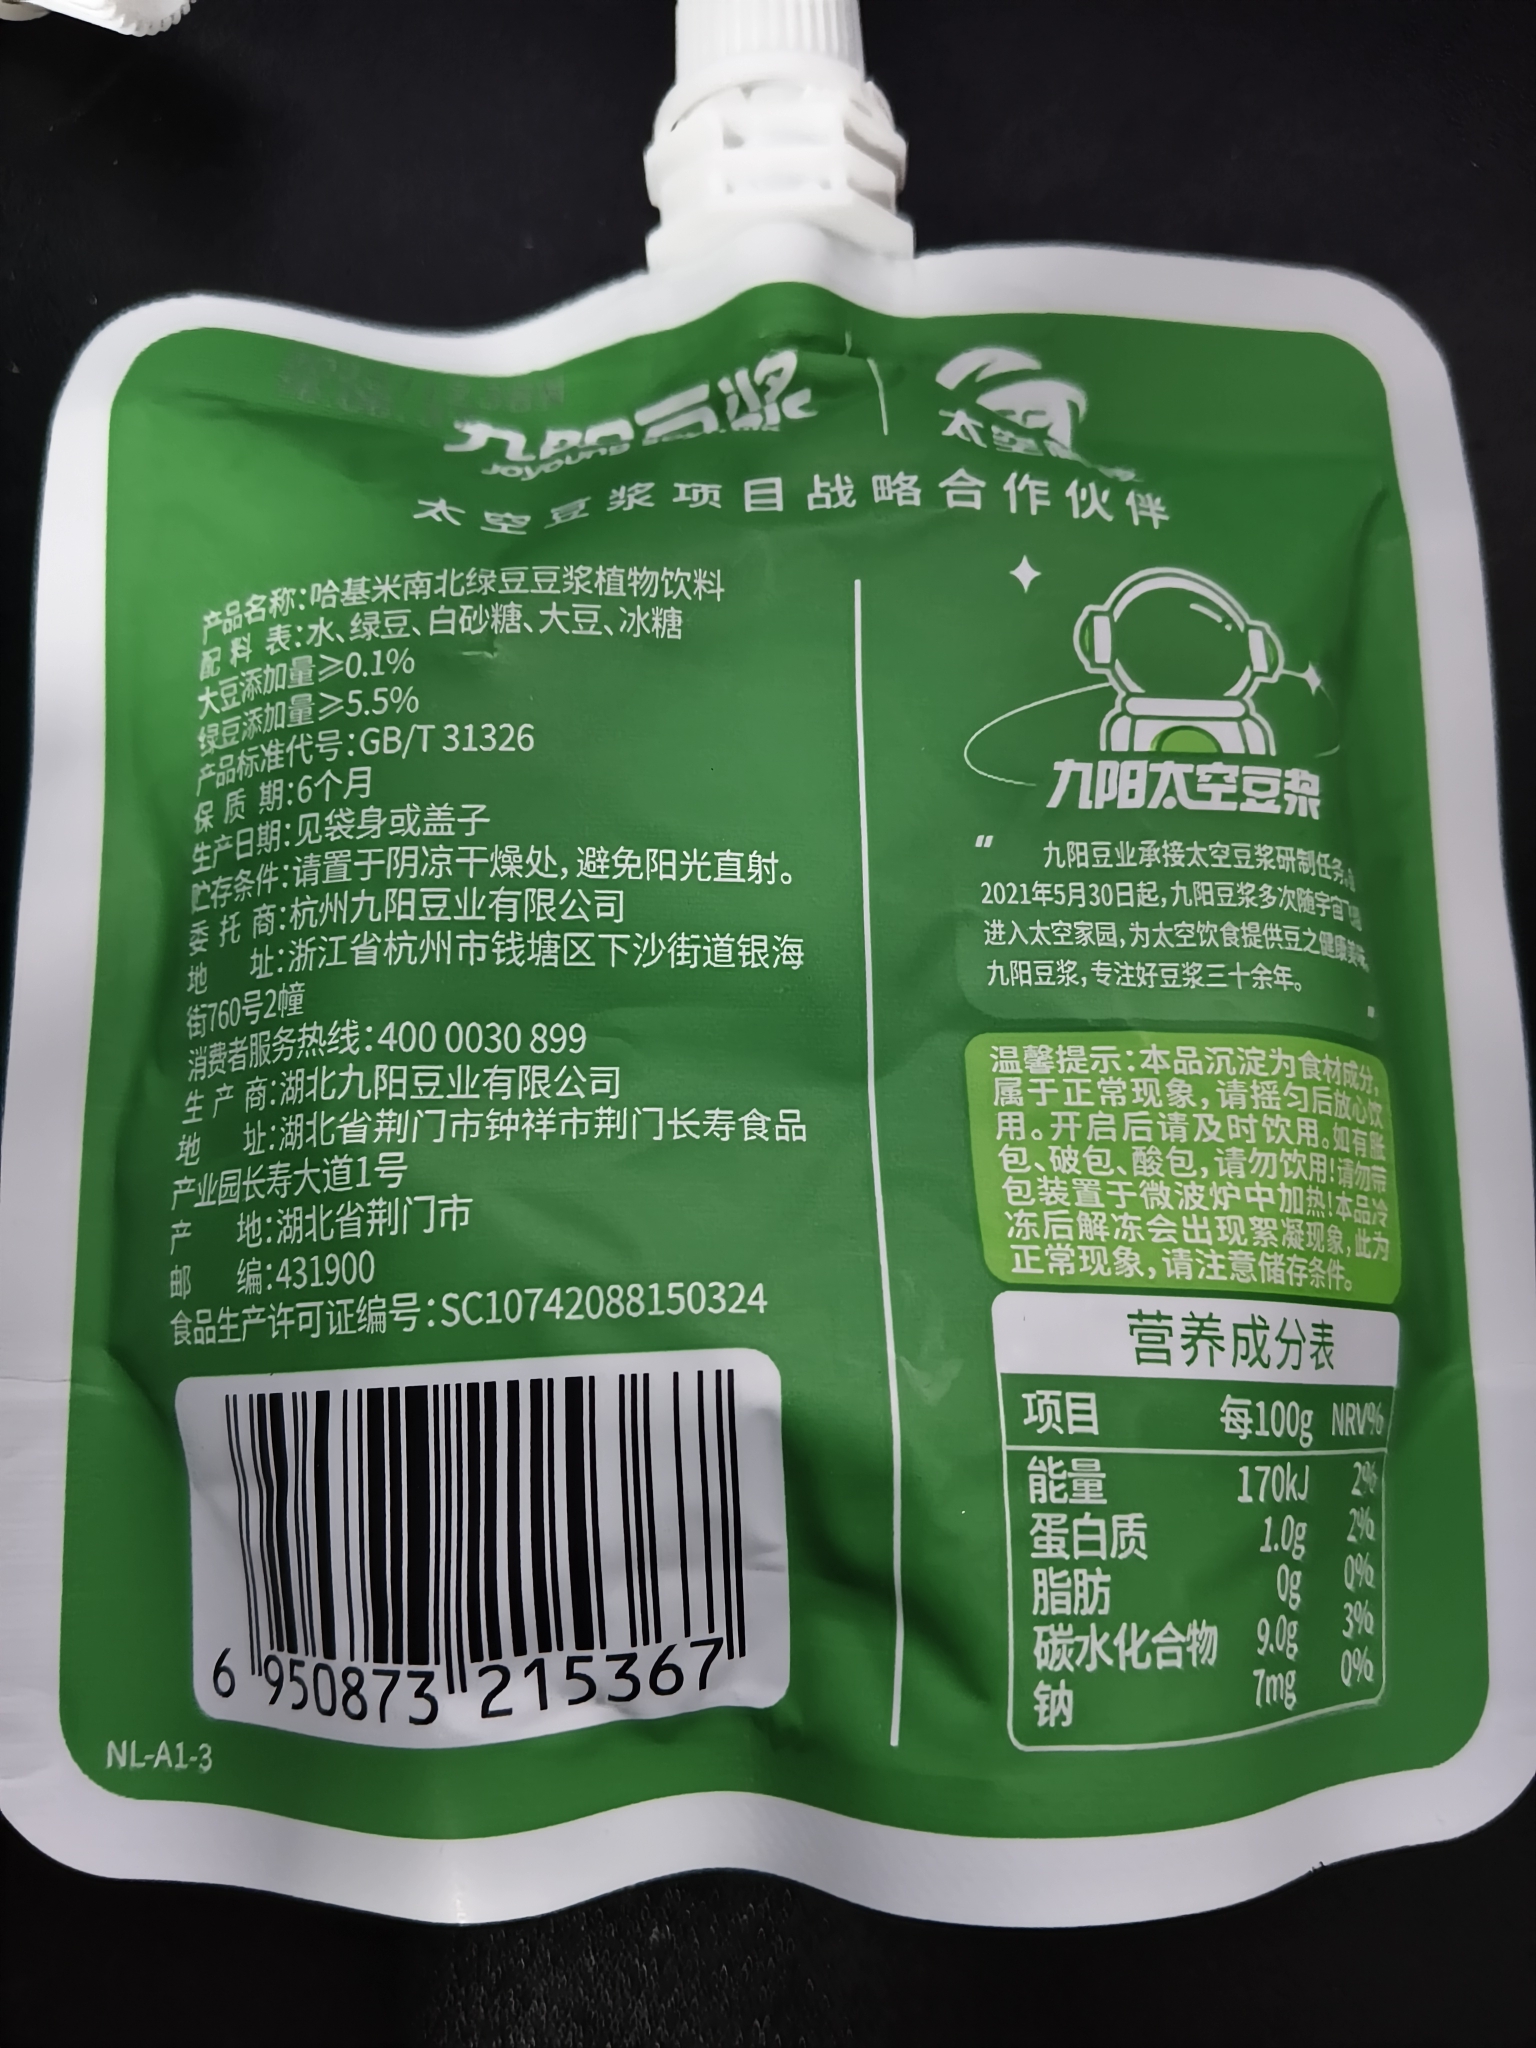 九阳豆浆
Joyoung
太空
太空豆浆项目战略合作伙伴
产品名称:哈基米南北绿豆豆浆植物饮料
配料表:水、绿豆、白砂糖、大豆、冰糖
大豆添加量≥0.1%
绿豆添加量≥5.5%
产品标准代号:GB/T 31326
保质期:6个月
生产日期:见袋身或盖子
贮存条件:请置于阴凉干燥处,避免阳光直射。
委托商:杭州九阳豆业有限公司
地址:浙江省杭州市钱塘区下沙街道银海
街760号2幢
消费者服务热线:400 0030 899
生产商:湖北九阳豆业有限公司
地址:湖北省荆门市钟祥市荆门长寿食品
产业园长寿大道1号
产地:湖北省荆门市
邮编:431900
食品生产许可证编号:SC10742088150324
6 950873 215367
NL-A1-3
九阳太空豆浆
“ 九阳豆业承接太空豆浆研制任务。
2021年5月30日起,九阳豆浆多次随宇宙
进入太空家园,为太空饮食提供豆之健康美味。
九阳豆浆,专注好豆浆三十余年。
”
温馨提示:本品沉淀为食材成分,
属于正常现象,请摇匀后放心饮
用。开启后请及时饮用。如有胀
包、破包、酸包,请勿饮用!请勿带
包装置于微波炉中加热!本品冷
冻后解冻会出现絮凝现象,此为
正常现象,请注意储存条件。
营养成分表
项目 每100g NRV%
能量 170kJ 2%
蛋白质 1.0g 2%
脂肪 0g 0%
碳水化合物 9.0g 3%
钠 7mg 0%